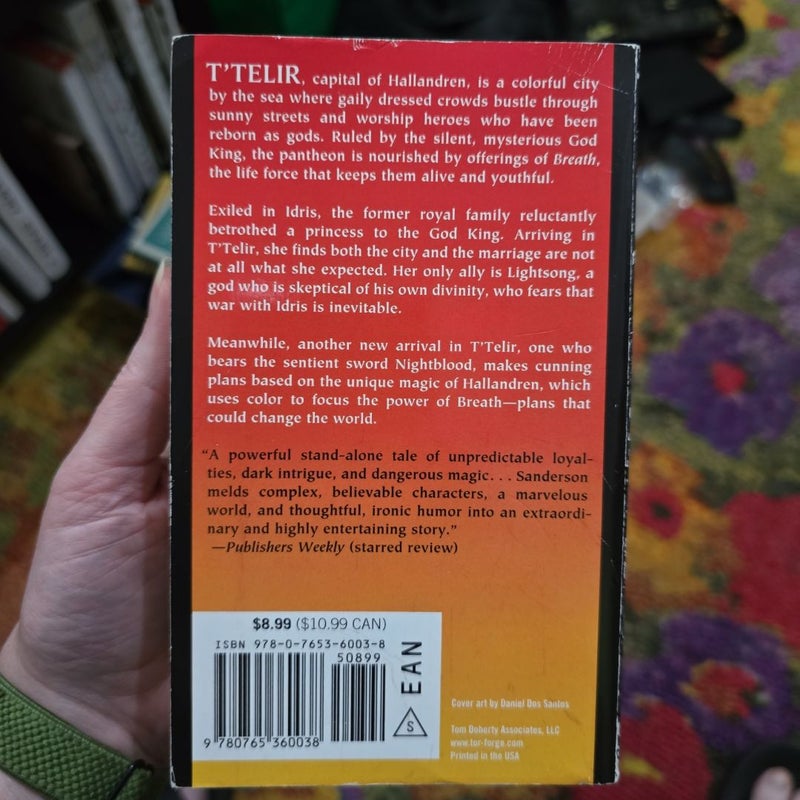 T'TELIR, capital of Hallandren, is a colorful city
by the sea where gaily dressed crowds bustle through
sunny streets and worship heroes who have been
reborn as gods. Ruled by the silent, mysterious God
King, the pantheon is nourished by offerings of Breath,
the life force that keeps them alive and youthful.
Exiled in Idris, the former royal family reluctantly
betrothed a princess to the God King. Arriving in
T'Telir, she finds both the city and the marriage are not
at all what she expected. Her only ally is Lightsong, a
god who is skeptical of his own divinity, who fears that
war with Idris is inevitable.
Meanwhile, another new arrival in T'Telir, one who
bears the sentient sword Nightblood, makes cunning
plans based on the unique magic of Hallandren, which
uses color to focus the power of Breath—plans that
could change the world.
“A powerful stand-alone tale of unpredictable loyal-
ties, dark intrigue, and dangerous magic. . . Sanderson
melds complex, believable characters, a marvelous
world, and thoughtful, ironic humor into an extraordi-
nary and highly entertaining story.”
—Publishers Weekly (starred review)
$8.99 ($10.99 CAN)
ISBN 978-0-7653-6003-8
50899
EAN
S
9 780765 360038
Cover art by Daniel Dos Santos
Tom Doherty Associates, LLC
www.tor-forge.com
Printed in the USA